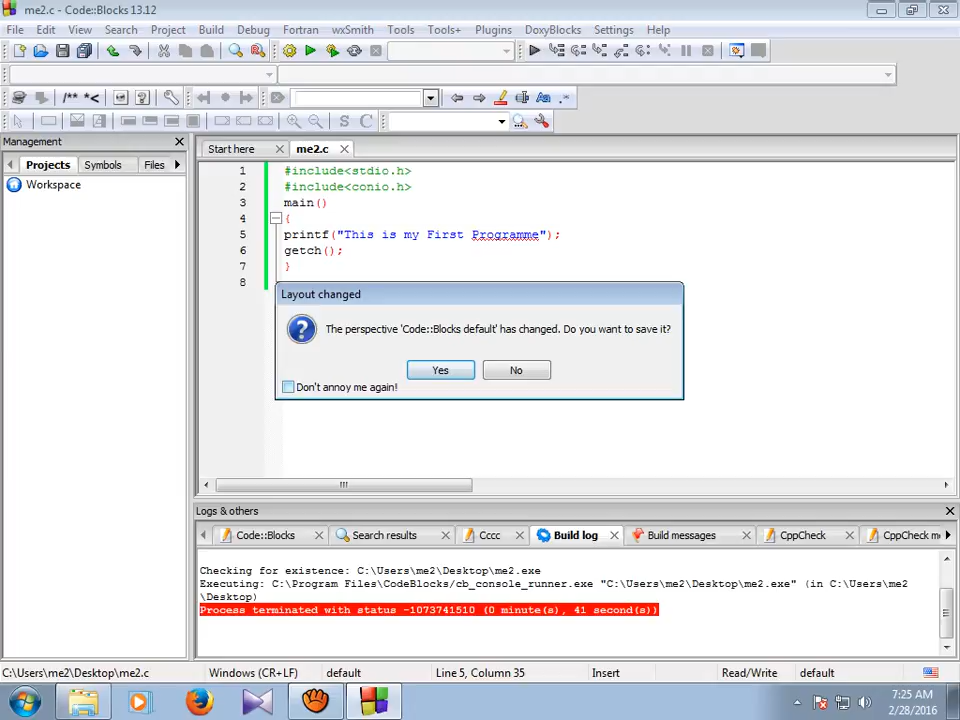 me2.c - Code::Blocks 13.12
File Edit View Search Project Build Debug Fortran wxSmith Tools Tools+ Plugins DoxyBlocks Settings Help
/** *<
S C
Management
Projects Symbols Files
Workspace
Start here me2.c
1 #include<stdio.h>
2 #include<conio.h>
3 main()
4 {
5 printf("This is my First Programme");
6 getch();
7 }
8
Layout changed
The perspective 'Code::Blocks default' has changed. Do you want to save it?
Yes No
Don't annoy me again!
Logs & others
Code::Blocks Search results Cccc Build log Build messages CppCheck CppCheck me
Checking for existence: C:\Users\me2\Desktop\me2.exe
Executing: C:\Program Files\CodeBlocks/cb_console_runner.exe "C:\Users\me2\Desktop\me2.exe" (in C:\Users\me2
\Desktop)
Process terminated with status -1073741510 (0 minute(s), 41 second(s))
C:\Users\me2\Desktop\me2.c Windows (CR+LF) default Line 5, Column 35 Insert Read/Write default
7:25 AM
2/28/2016